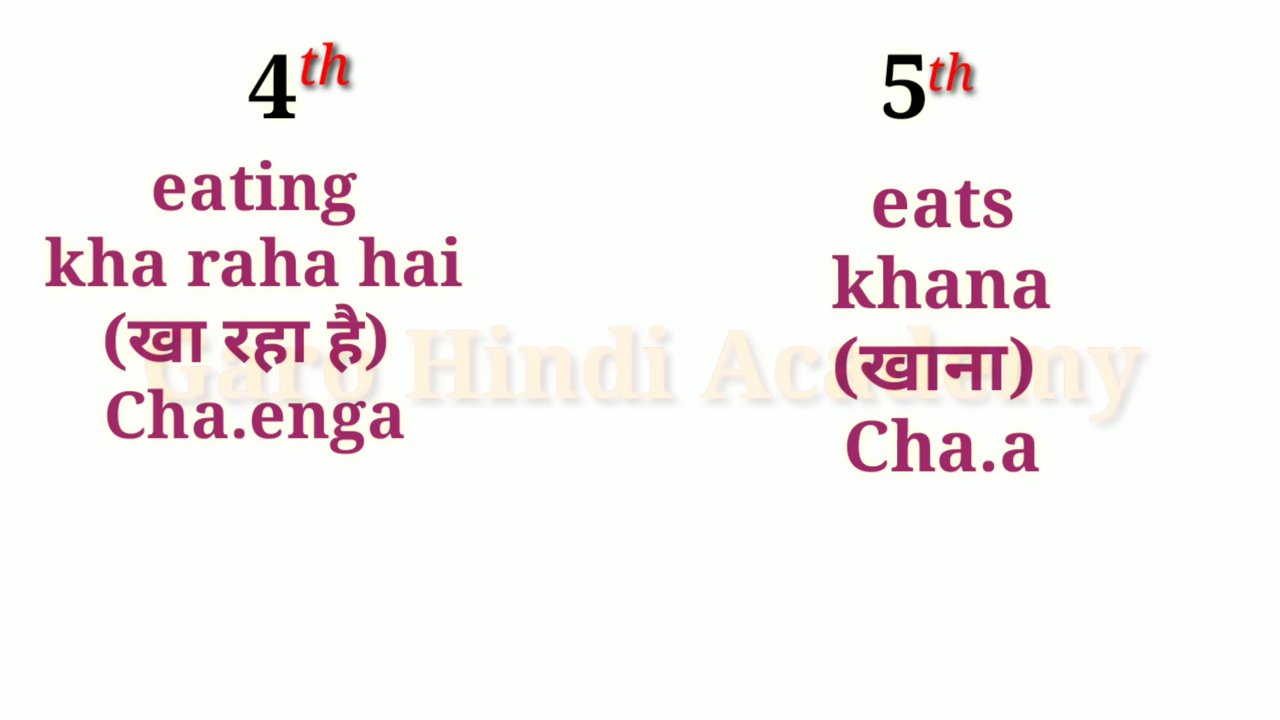 4th
eating
kha raha hai
(खा रहा है)
Cha.enga
5th
eats
khana
(खाना)
Cha.a
Garo Hindi Academy